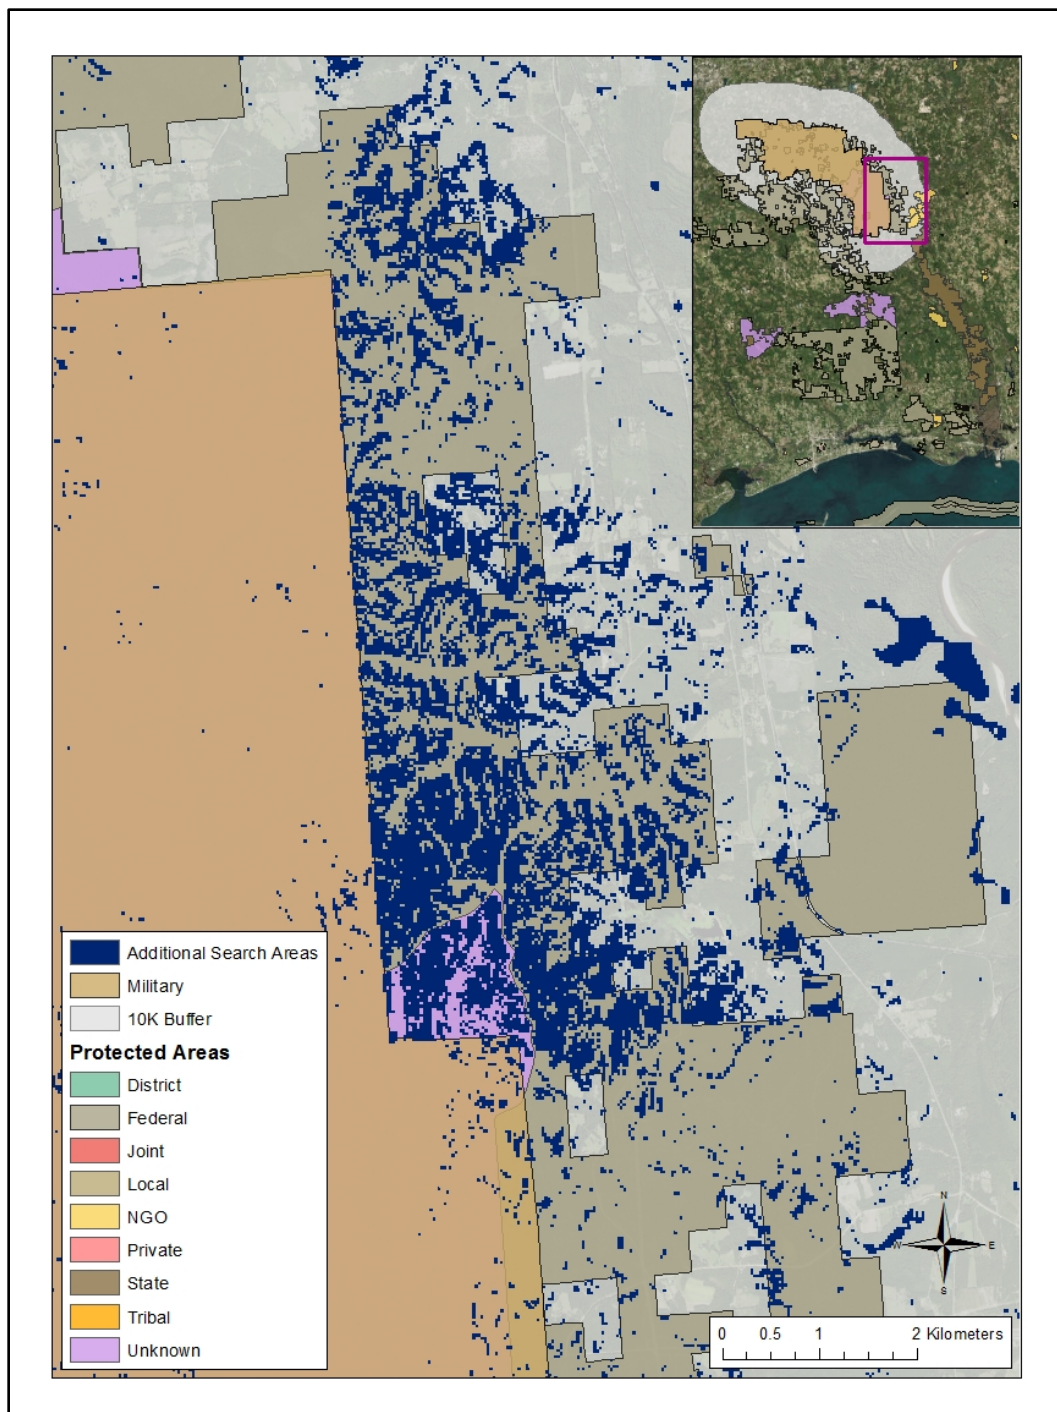 Additional Search Areas
Military
10K Buffer
Protected Areas
District
Federal
Joint
Local
NGO
Private
State
Tribal
Unknown
N
W
E
S
0 0.5 1 2 Kilometers